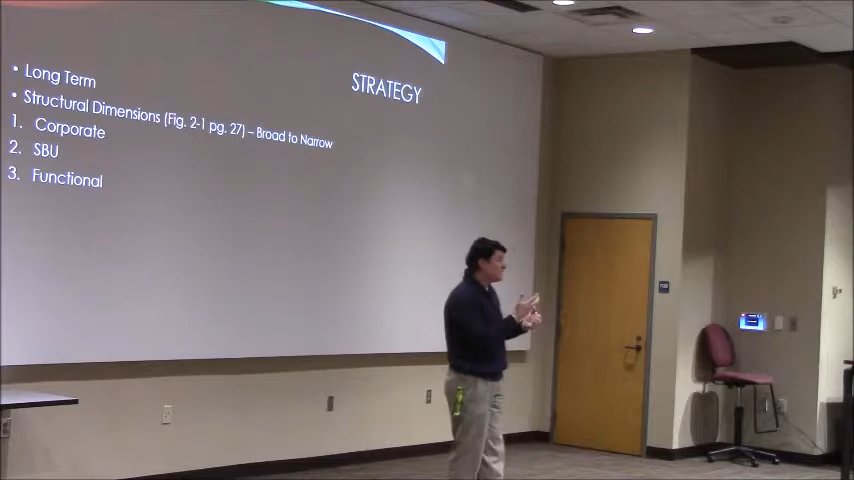 STRATEGY
• Long Term
• Structural Dimensions (Fig. 2-1 pg. 27) – Broad to Narrow
1. Corporate
2. SBU
3. Functional